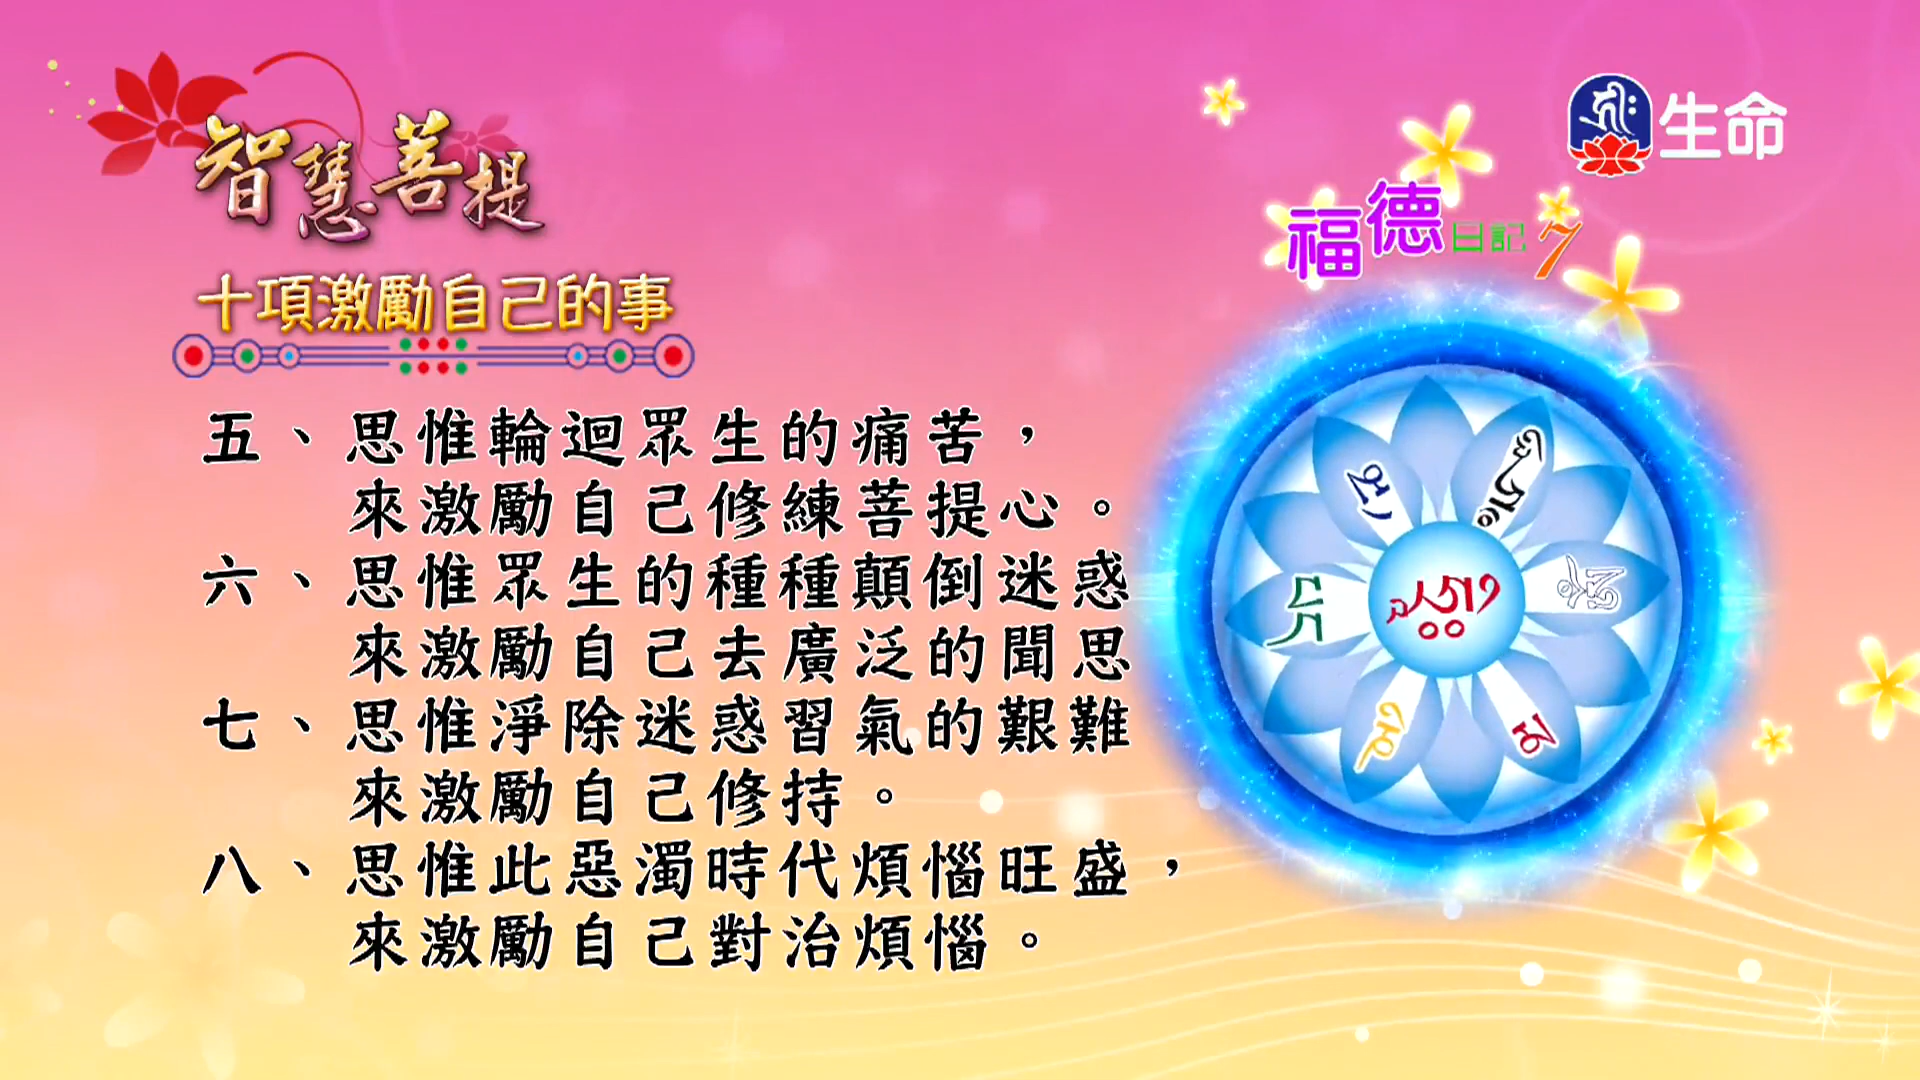 智慧菩提
十項激勵自己的事
五、思惟輪迴眾生的痛苦，
來激勵自己修練菩提心。
六、思惟眾生的種種顛倒迷惑
來激勵自己去廣泛的聞思
七、思惟淨除迷惑習氣的艱難
來激勵自己修持。
八、思惟此惡濁時代煩惱旺盛，
來激勵自己對治煩惱。
生命
福德日記7